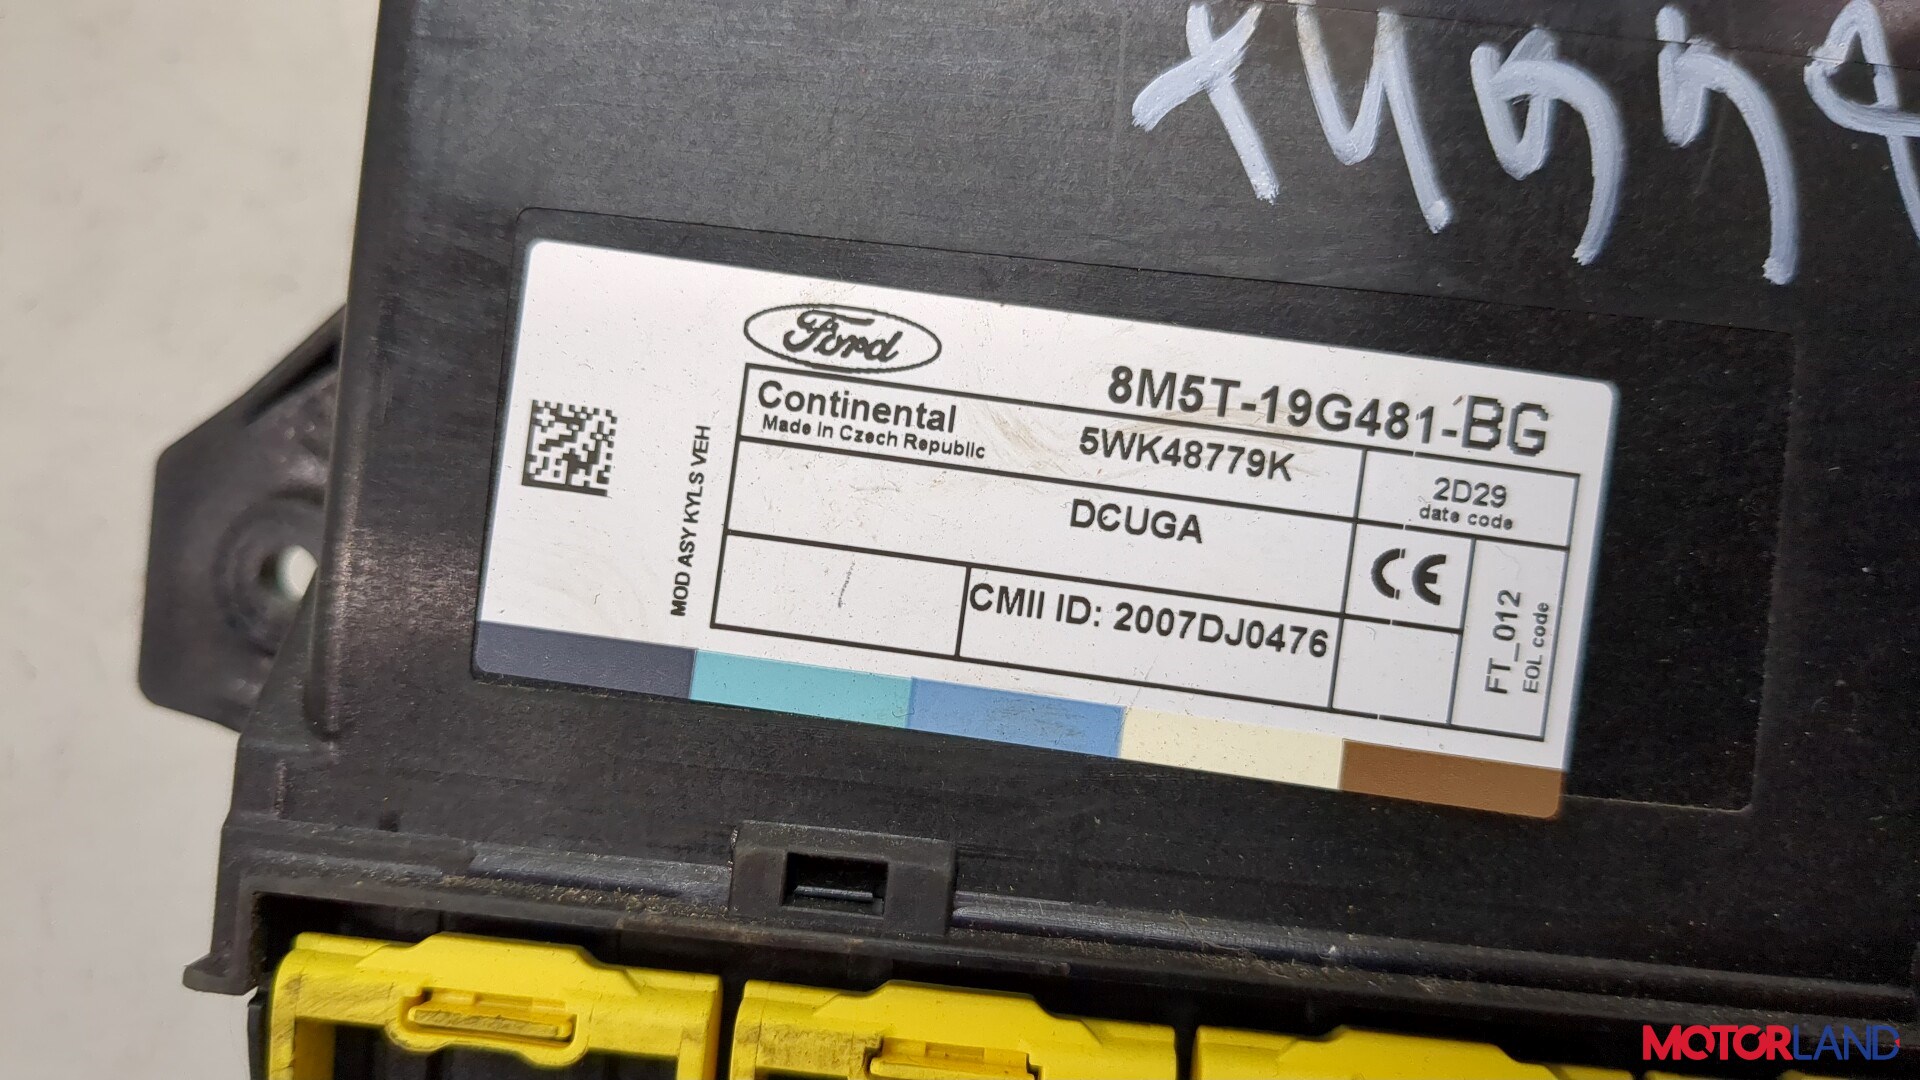 Ford
8M5T-19G481-BG
Continental
Made in Czech Republic
5WK48779K
2D29
date code
DCUGA
CMII ID: 2007DJ0476
FT_012
EOL code
MOD ASY KYLS VEH
MOTORLAND